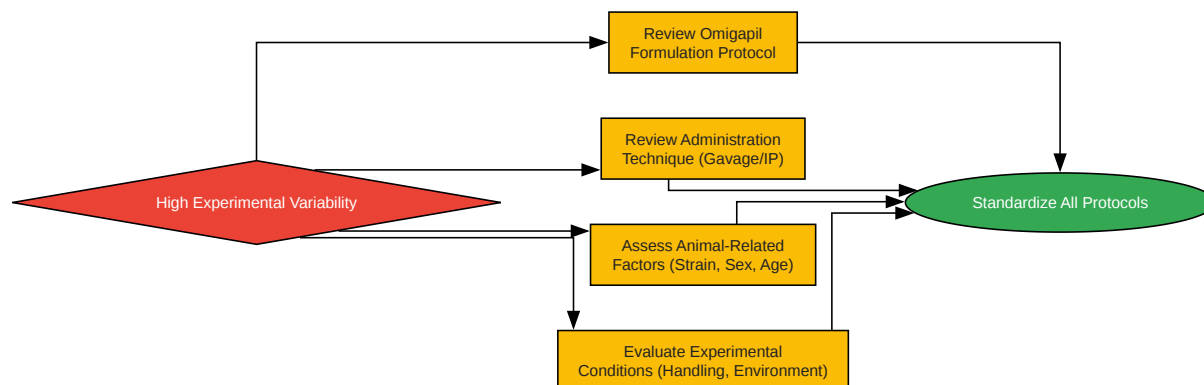 Review Omigapil
Formulation Protocol
Review Administration
Technique (Gavage/IP)
High Experimental Variability
Standardize All Protocols
Assess Animal-Related
Factors (Strain, Sex, Age)
Evaluate Experimental
Conditions (Handling, Environment)